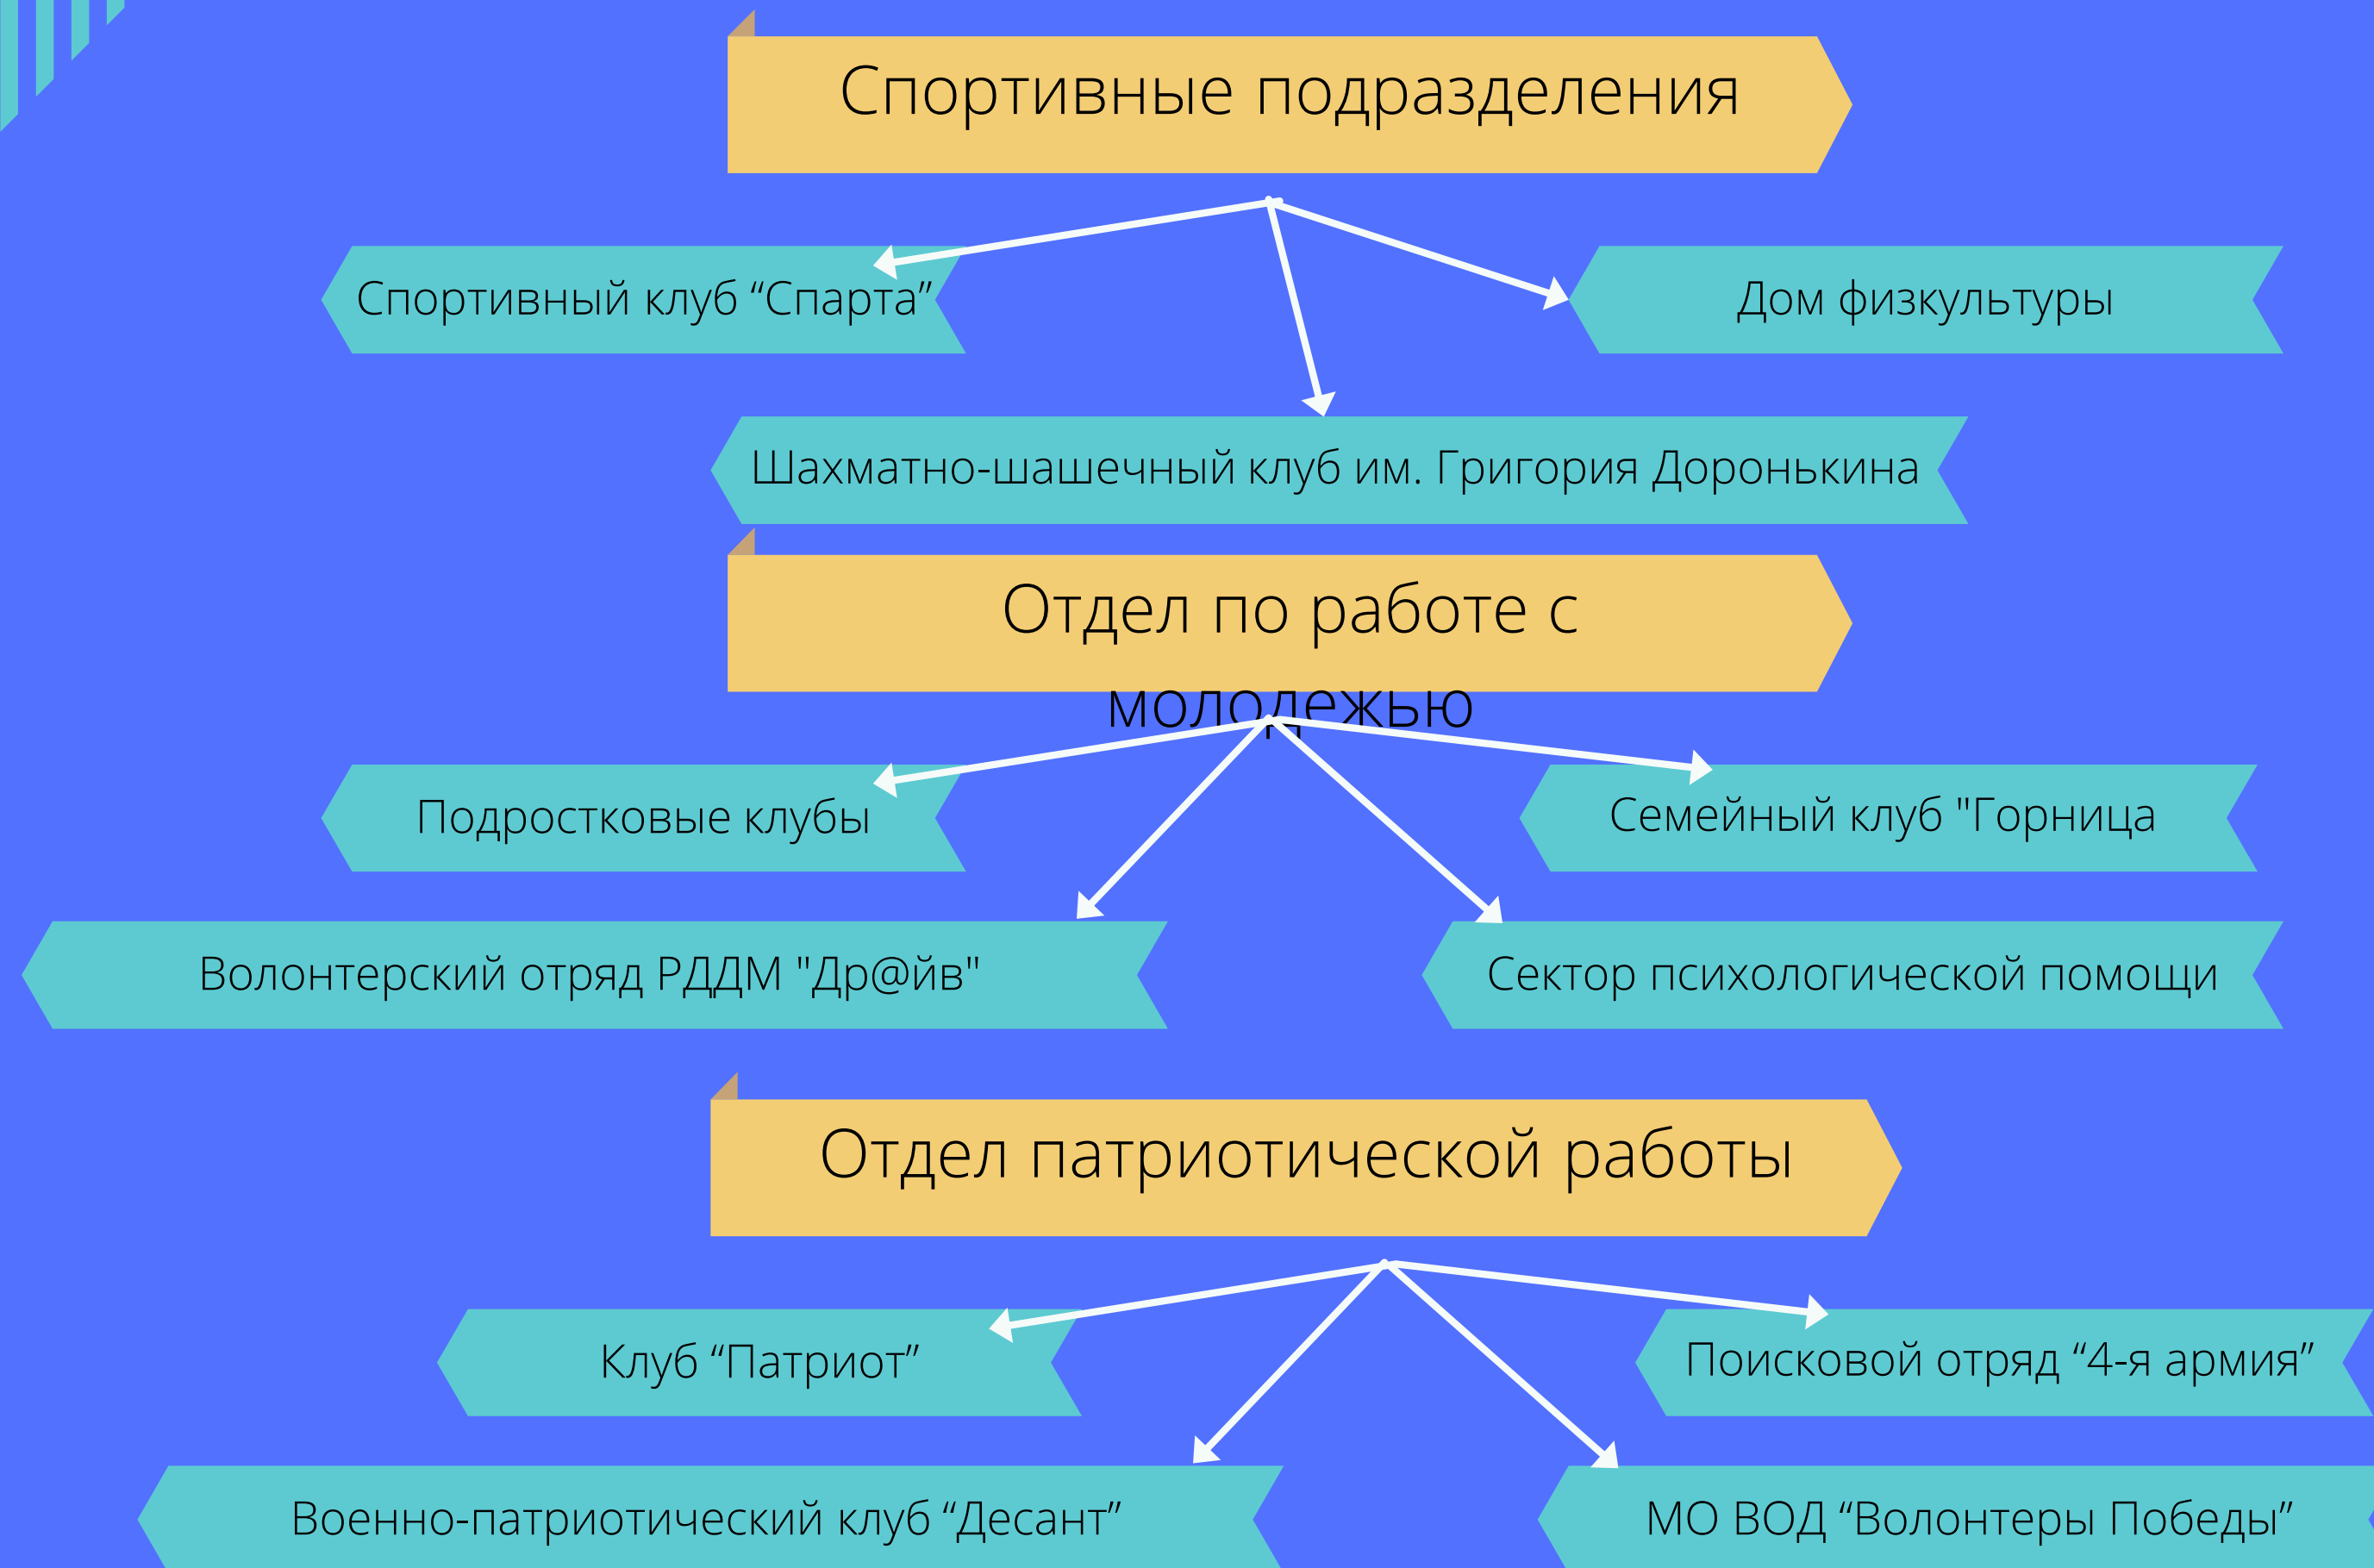 Спортивные подразделения
Спортивный клуб “Спарта”
Дом физкультуры
Шахматно-шашечный клуб им. Григория Доронькина
Отдел по работе с
молодежью
Подростковые клубы
Семейный клуб "Горница
Волонтерский отряд РДДМ "Др@йв"
Сектор психологической помощи
Отдел патриотической работы
Клуб “Патриот”
Поисковой отряд “4-я армия”
Военно-патриотический клуб “Десант”
МО ВОД “Волонтеры Победы”